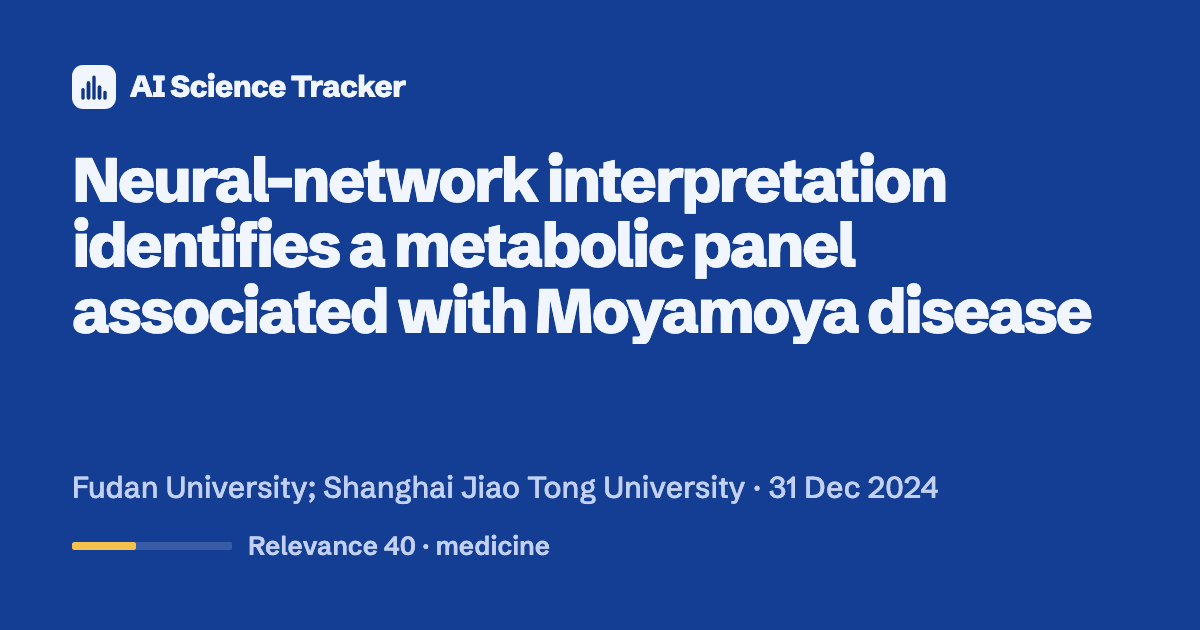 AI Science Tracker
Neural-network interpretation
identifies a metabolic panel
associated with Moyamoya disease
Fudan University; Shanghai Jiao Tong University · 31 Dec 2024
Relevance 40 · medicine